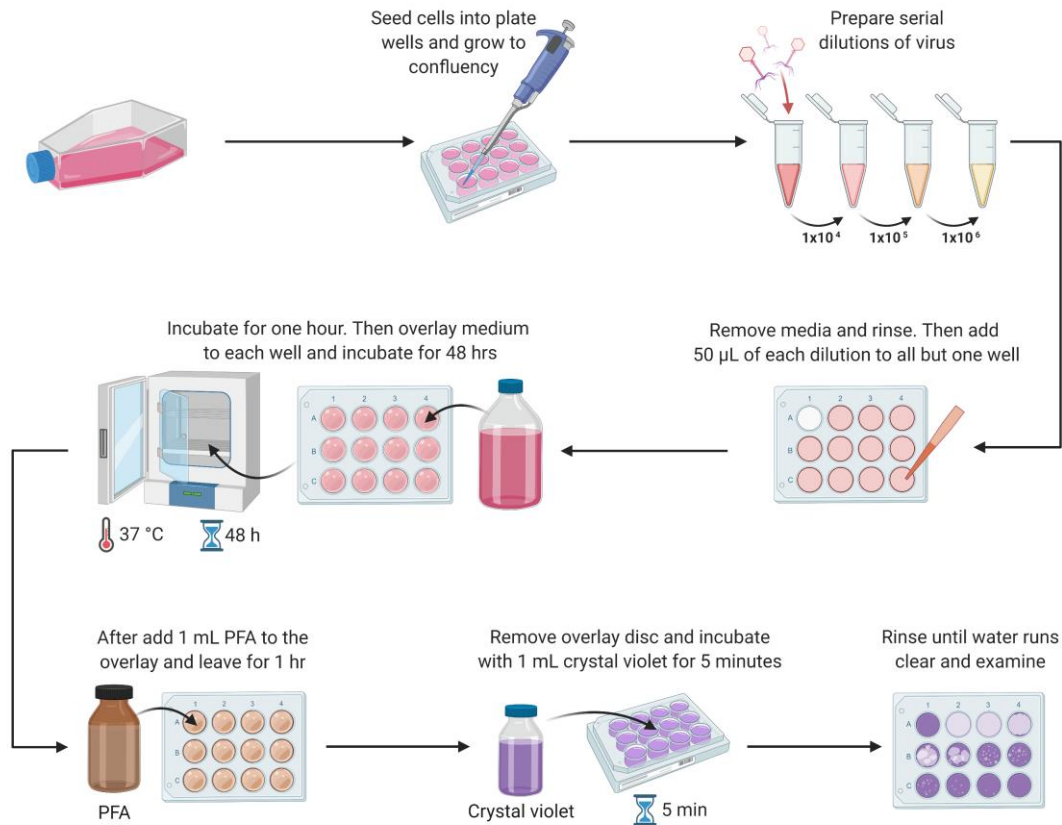 Seed cells into plate
wells and grow to
confluency
Prepare serial
dilutions of virus
1x10⁴
1x10⁵
1x10⁶
Incubate for one hour. Then overlay medium
to each well and incubate for 48 hrs
1 2 3 4
A
B
C
37 °C
48 h
Remove media and rinse. Then add
50 µL of each dilution to all but one well
1 2 3 4
A
B
C
After add 1 mL PFA to the
overlay and leave for 1 hr
1 2 3 4
A
B
C
PFA
Remove overlay disc and incubate
with 1 mL crystal violet for 5 minutes
Crystal violet
5 min
Rinse until water runs
clear and examine
1 2 3 4
A
B
C